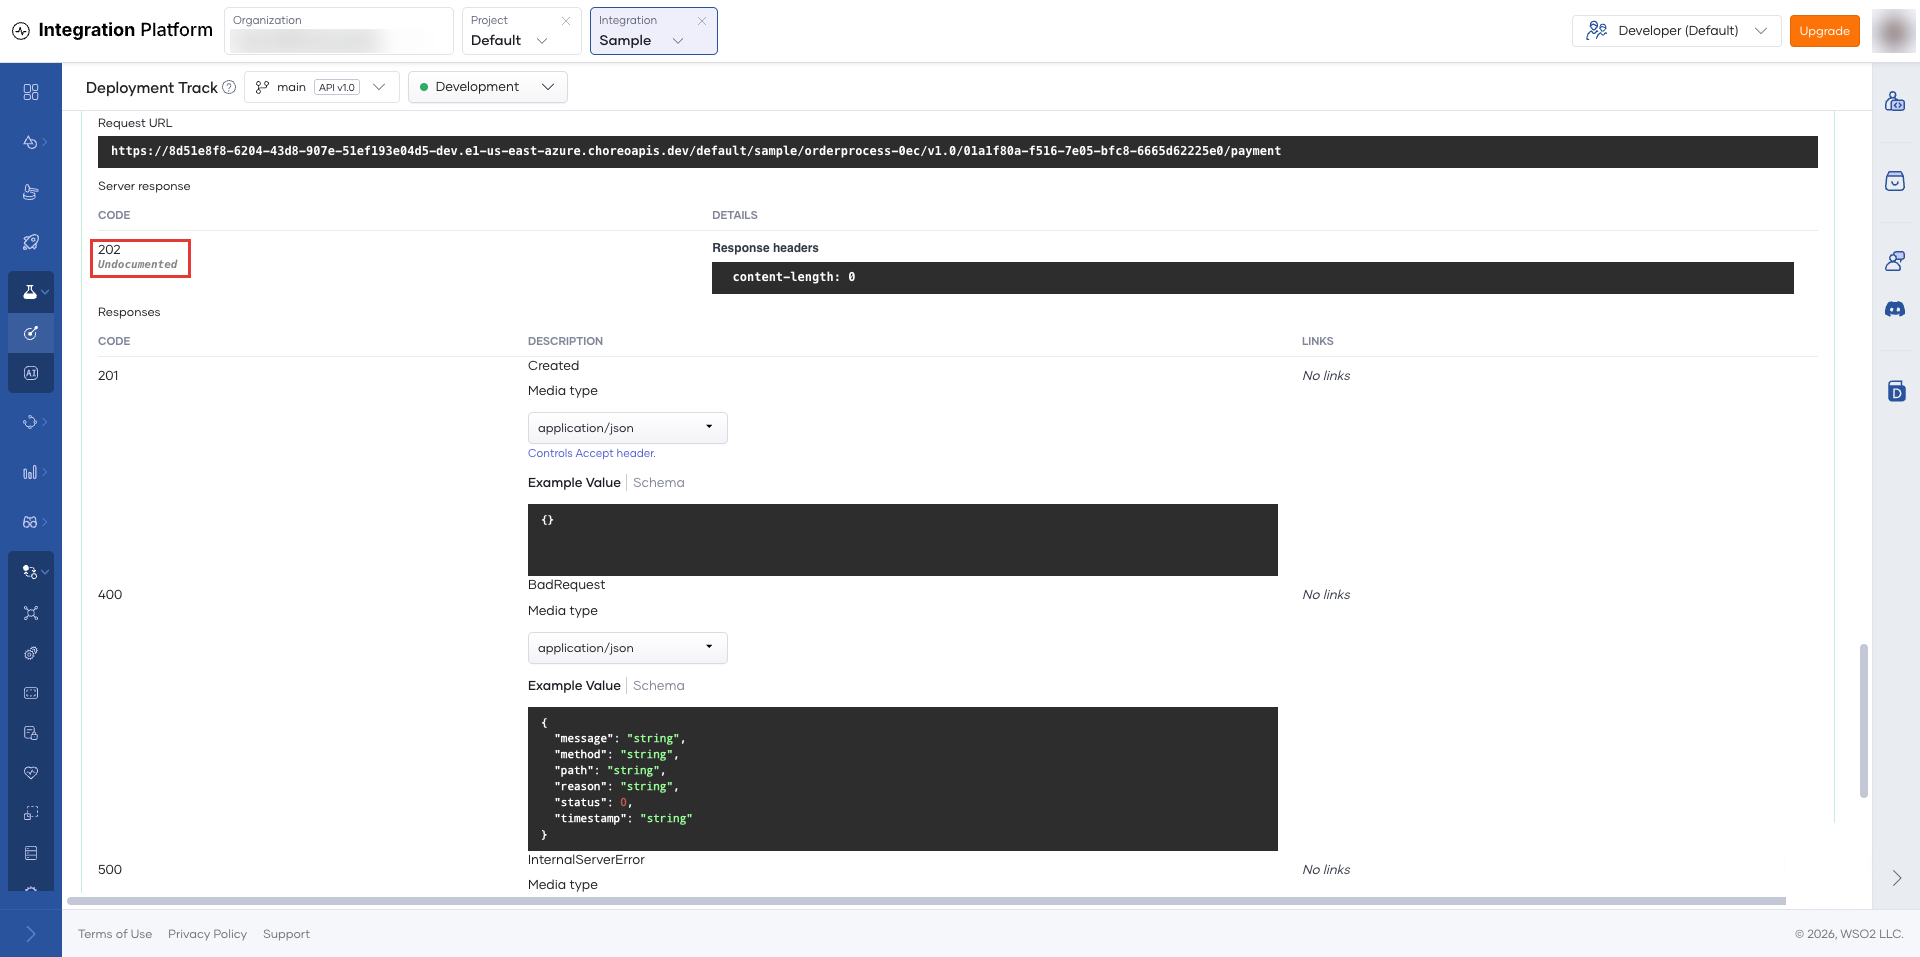 Integration Platform
Organization
Project
Default
Integration
Sample
Developer (Default)
Upgrade
Deployment Track
main
API v1.0
Development
Request URL
https://8d51e8f8-6204-43d8-907e-51ef193e04d5-dev.e1-us-east-azure.choreoapis.dev/default/sample/orderprocess-0ec/v1.0/01a1f80a-f516-7e05-bfc8-6665d62225e0/payment
Server response
CODE
DETAILS
202
Undocumented
Response headers
content-length: 0
Responses
CODE
DESCRIPTION
LINKS
201
Created
No links
Media type
application/json
Controls Accept header.
Example Value
Schema
{}
400
BadRequest
No links
Media type
application/json
Example Value
Schema
{
"message": "string",
"method": "string",
"path": "string",
"reason": "string",
"status": 0,
"timestamp": "string"
}
500
InternalServerError
No links
Media type
AI
D
Terms of Use
Privacy Policy
Support
© 2026, WSO2 LLC.